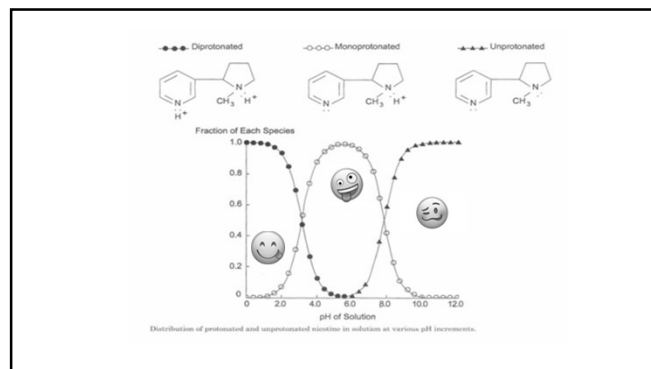 Diprotonated
Monoprotonated
Unprotonated
N
H+
N
CH3
H+
N
N
CH3
H+
N
N
CH3
Fraction of Each Species
1.0
0.8
0.6
0.4
0.2
0
0
2.0
4.0
6.0
8.0
10.0
12.0
pH of Solution
Distribution of protonated and unprotonated nicotine in solution at various pH increments.